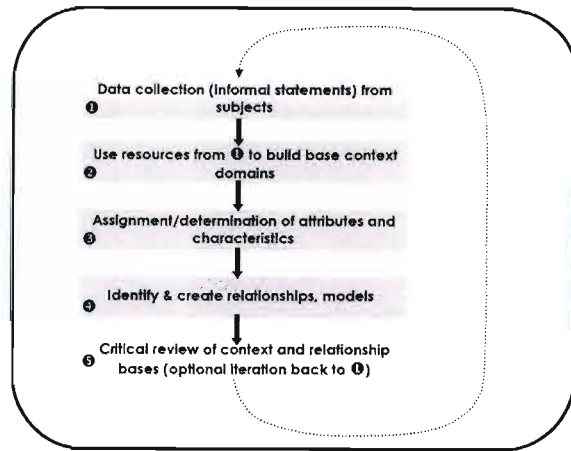 Data collection (informal statements) from
❶ subjects
Use resources from ❶ to build base context
❷ domains
Assignment/determination of attributes and
❸ characteristics
❹ Identify & create relationships, models
Critical review of context and relationship
❺ bases (optional iteration back to ❶)